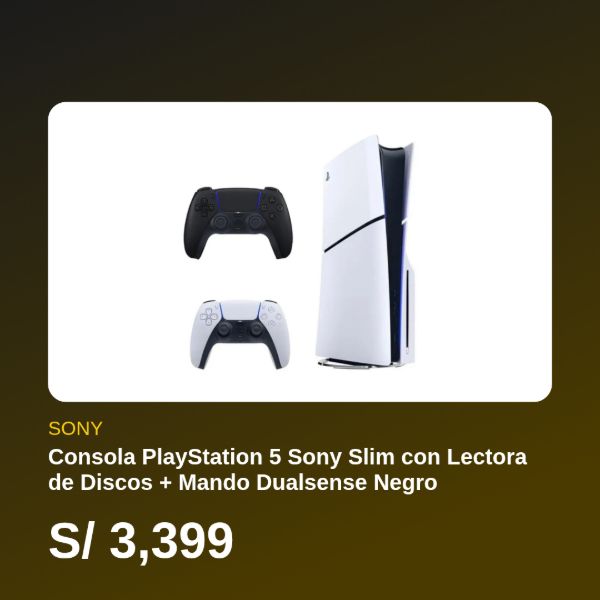 SONY
Consola PlayStation 5 Sony Slim con Lectora
de Discos + Mando Dualsense Negro
S/ 3,399